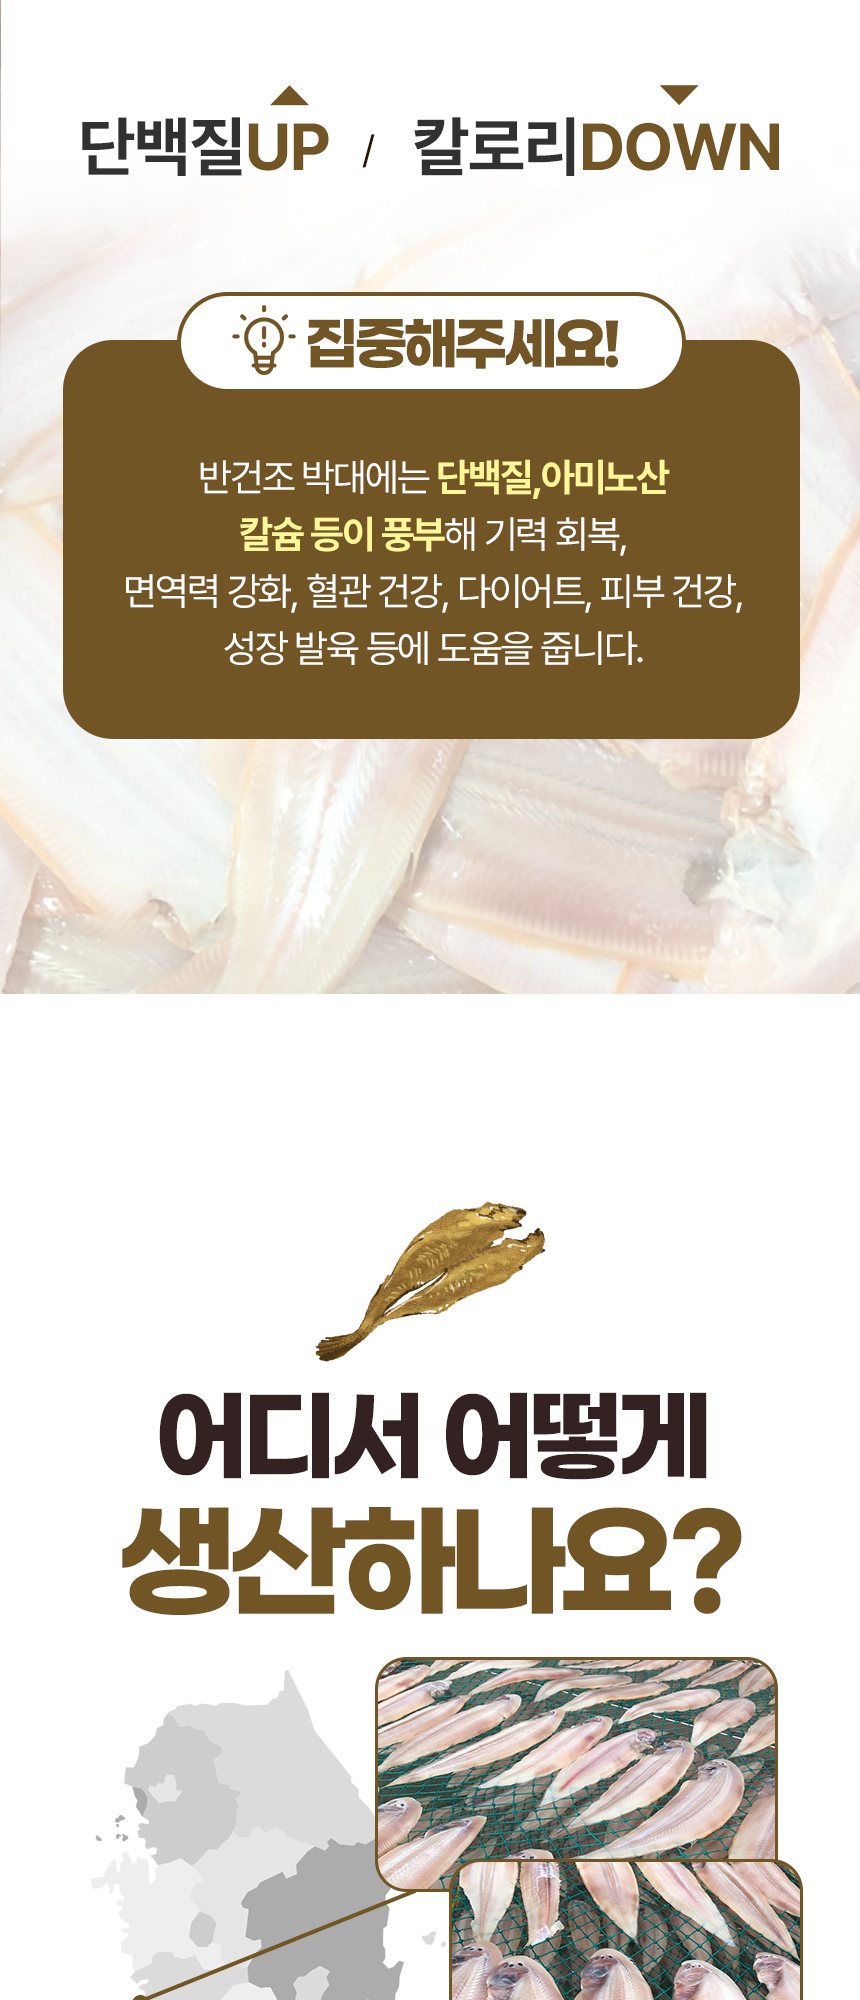 단백질UP / 칼로리DOWN
집중해주세요!
반건조 박대에는 단백질,아미노산
칼슘 등이 풍부해 기력 회복,
면역력 강화, 혈관 건강, 다이어트, 피부 건강,
성장 발육 등에 도움을 줍니다.
어디서 어떻게
생산하나요?